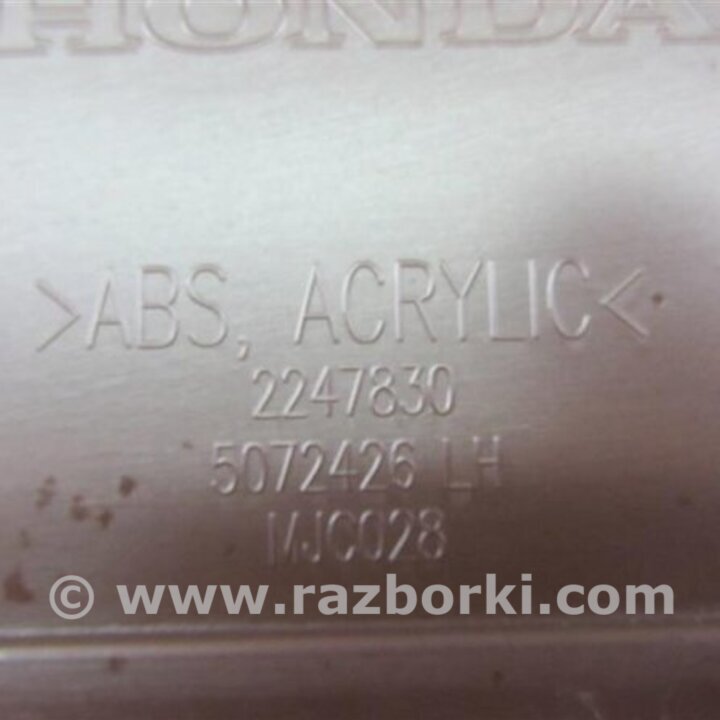 HONDA
>ABS, ACRYLIC<
2247830
5072426 LH
MJC028
© www.razborki.com